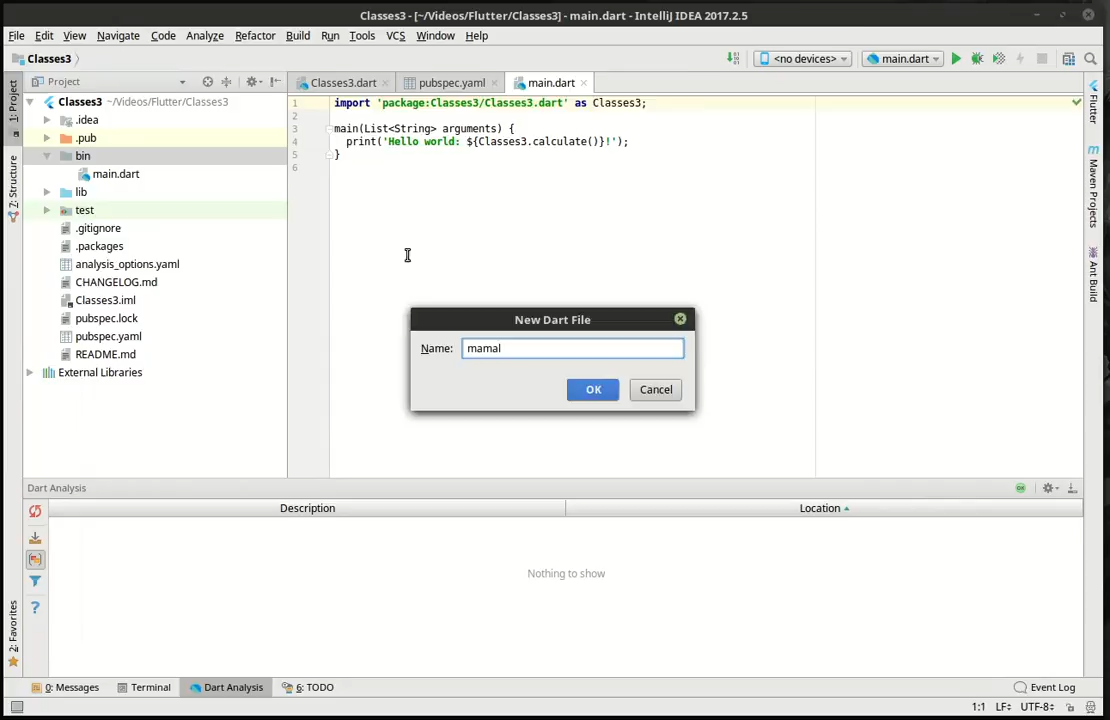 Classes3 - [~/Videos/Flutter/Classes3] - main.dart - IntelliJ IDEA 2017.2.5
File Edit View Navigate Code Analyze Refactor Build Run Tools VCS Window Help
Classes3
<no devices>
main.dart
Project
Classes3.dart
pubspec.yaml
main.dart
1: Project
7: Structure
2: Favorites
Classes3 ~/Videos/Flutter/Classes3
.idea
.pub
bin
main.dart
lib
test
.gitignore
.packages
analysis_options.yaml
CHANGELOG.md
Classes3.iml
pubspec.lock
pubspec.yaml
README.md
External Libraries
1 import 'package:Classes3/Classes3.dart' as Classes3;
2
3 main(List<String> arguments) {
4 print('Hello world: ${Classes3.calculate()}!');
5 }
6
New Dart File
Name: mamal
OK Cancel
Flutter
Maven Projects
Ant Build
Dart Analysis
Description Location
Nothing to show
0: Messages Terminal Dart Analysis 6: TODO Event Log
1:1 LF÷ UTF-8÷